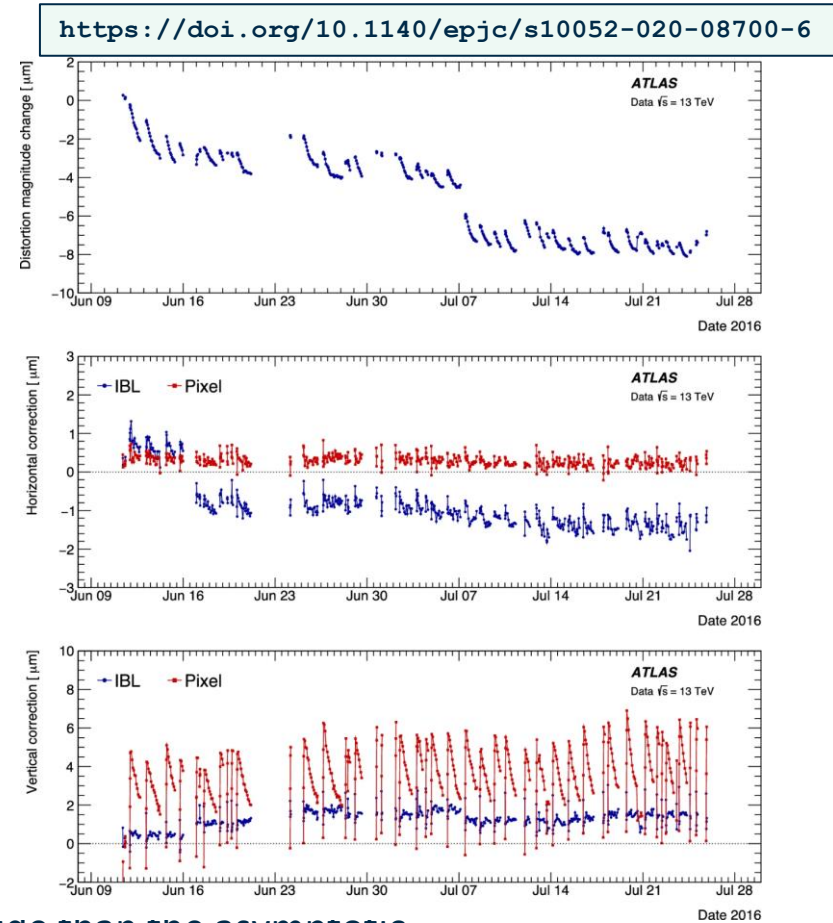 https://doi.org/10.1140/epjc/s10052-020-08700-6
Distortion magnitude change [μm]
2
0
−2
−4
−6
−8
−10
ATLAS
Data √s = 13 TeV
Jun 09 Jun 16 Jun 23 Jun 30 Jul 07 Jul 14 Jul 21 Jul 28
Date 2016
Horizontal correction [μm]
3
2
1
0
−1
−2
−3
IBL Pixel
ATLAS
Data √s = 13 TeV
Jun 09 Jun 16 Jun 23 Jun 30 Jul 07 Jul 14 Jul 21 Jul 28
Date 2016
Vertical correction [μm]
10
8
6
4
2
0
−2
IBL Pixel
ATLAS
Data √s = 13 TeV
Jun 09 Jun 16 Jun 23 Jun 30 Jul 07 Jul 14 Jul 21 Jul 28
Date 2016
than the